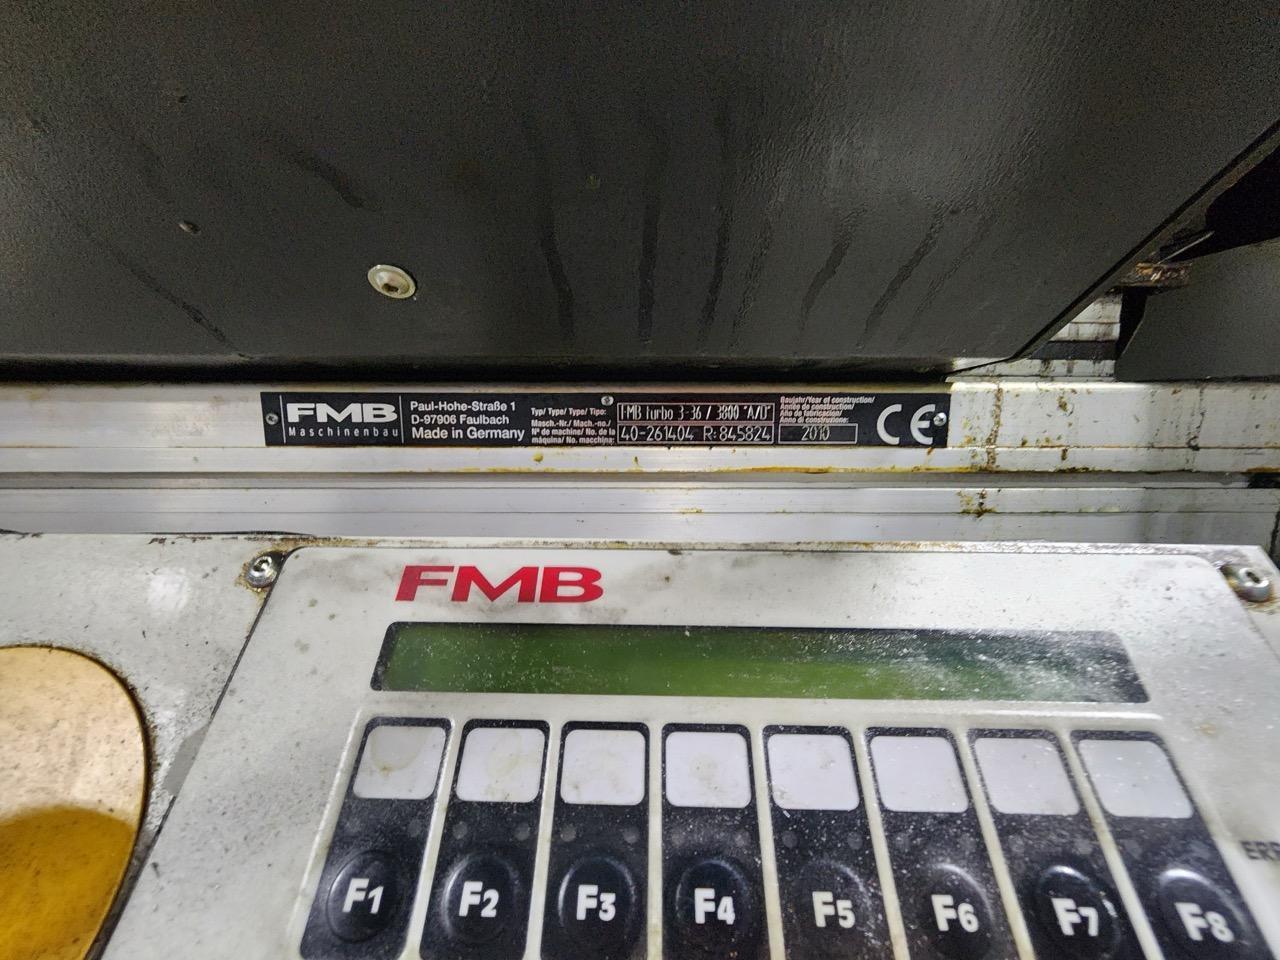 FMB
Maschinenbau
Paul-Hohe-Straße 1
D-97906 Faulbach
Made in Germany
Typ/ Type/ Type/ Tipo:
Masch.-Nr./ Mach.-no./
Nº de machine/ No. de la
máquina/ No. macchina:
FMB turbo 3-36 / 3800 "A/D"
40-261404 R:845824
Baujahr/Year of construction/
Année de construction/
Año de fabricación/
Anno di costruzione:
2010
CE
FMB
F1
F2
F3
F4
F5
F6
F7
F8